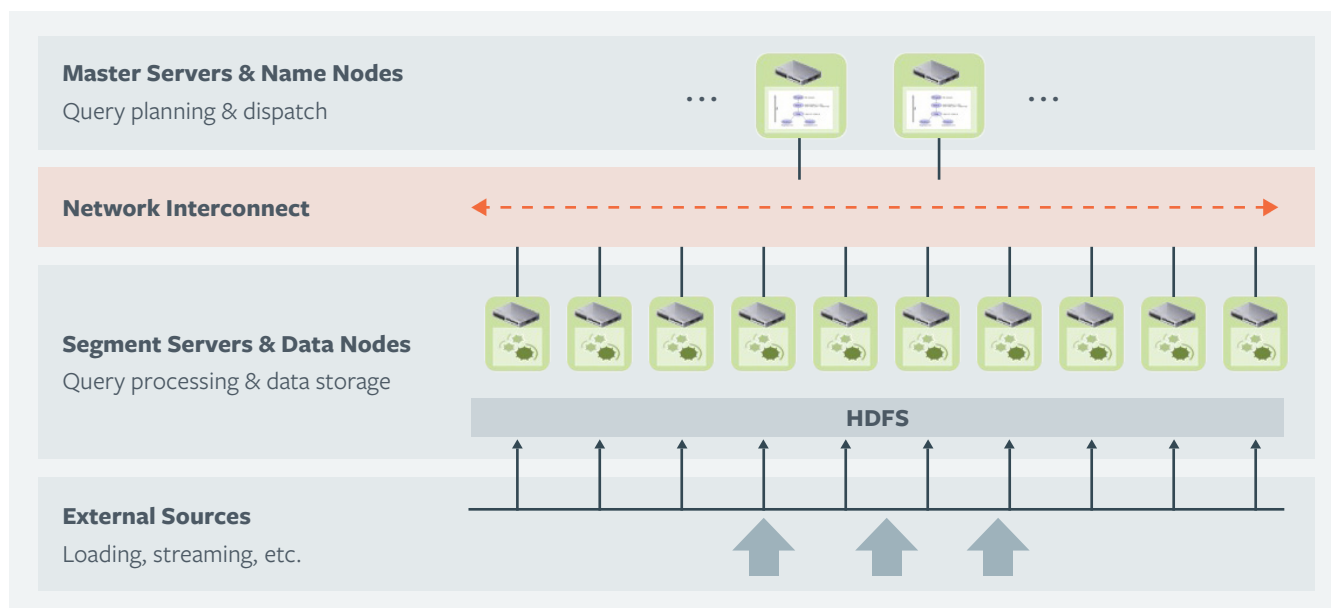 Master Servers & Name Nodes
Query planning & dispatch
... ...
Network Interconnect
Segment Servers & Data Nodes
Query processing & data storage
HDFS
External Sources
Loading, streaming, etc.